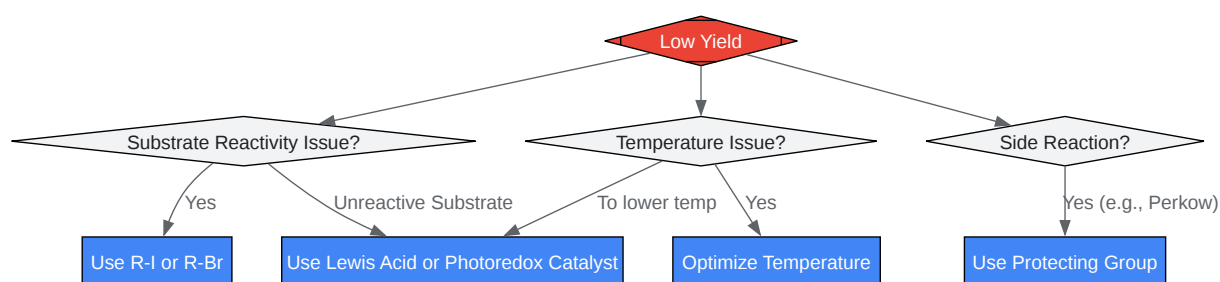 Low Yield
Substrate Reactivity Issue?
Temperature Issue?
Side Reaction?
Yes
Unreactive Substrate
To lower temp
Yes
Yes (e.g., Perkow)
Use R-I or R-Br
Use Lewis Acid or Photoredox Catalyst
Optimize Temperature
Use Protecting Group